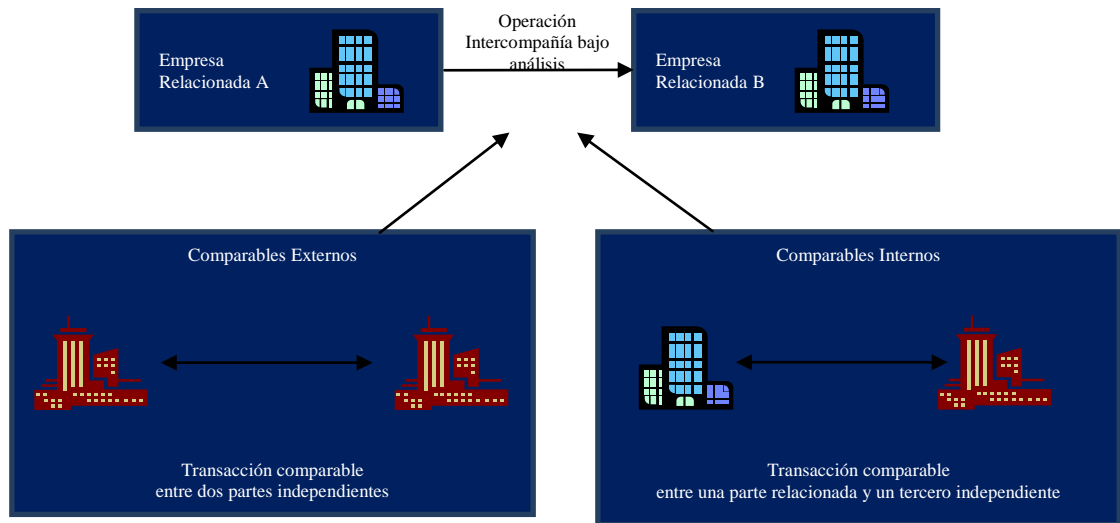 Empresa
Relacionada A
Operación
Intercompañía bajo
análisis
Empresa
Relacionada B
Comparables Externos
Transacción comparable
entre dos partes independientes
Comparables Internos
Transacción comparable
entre una parte relacionada y un tercero independiente